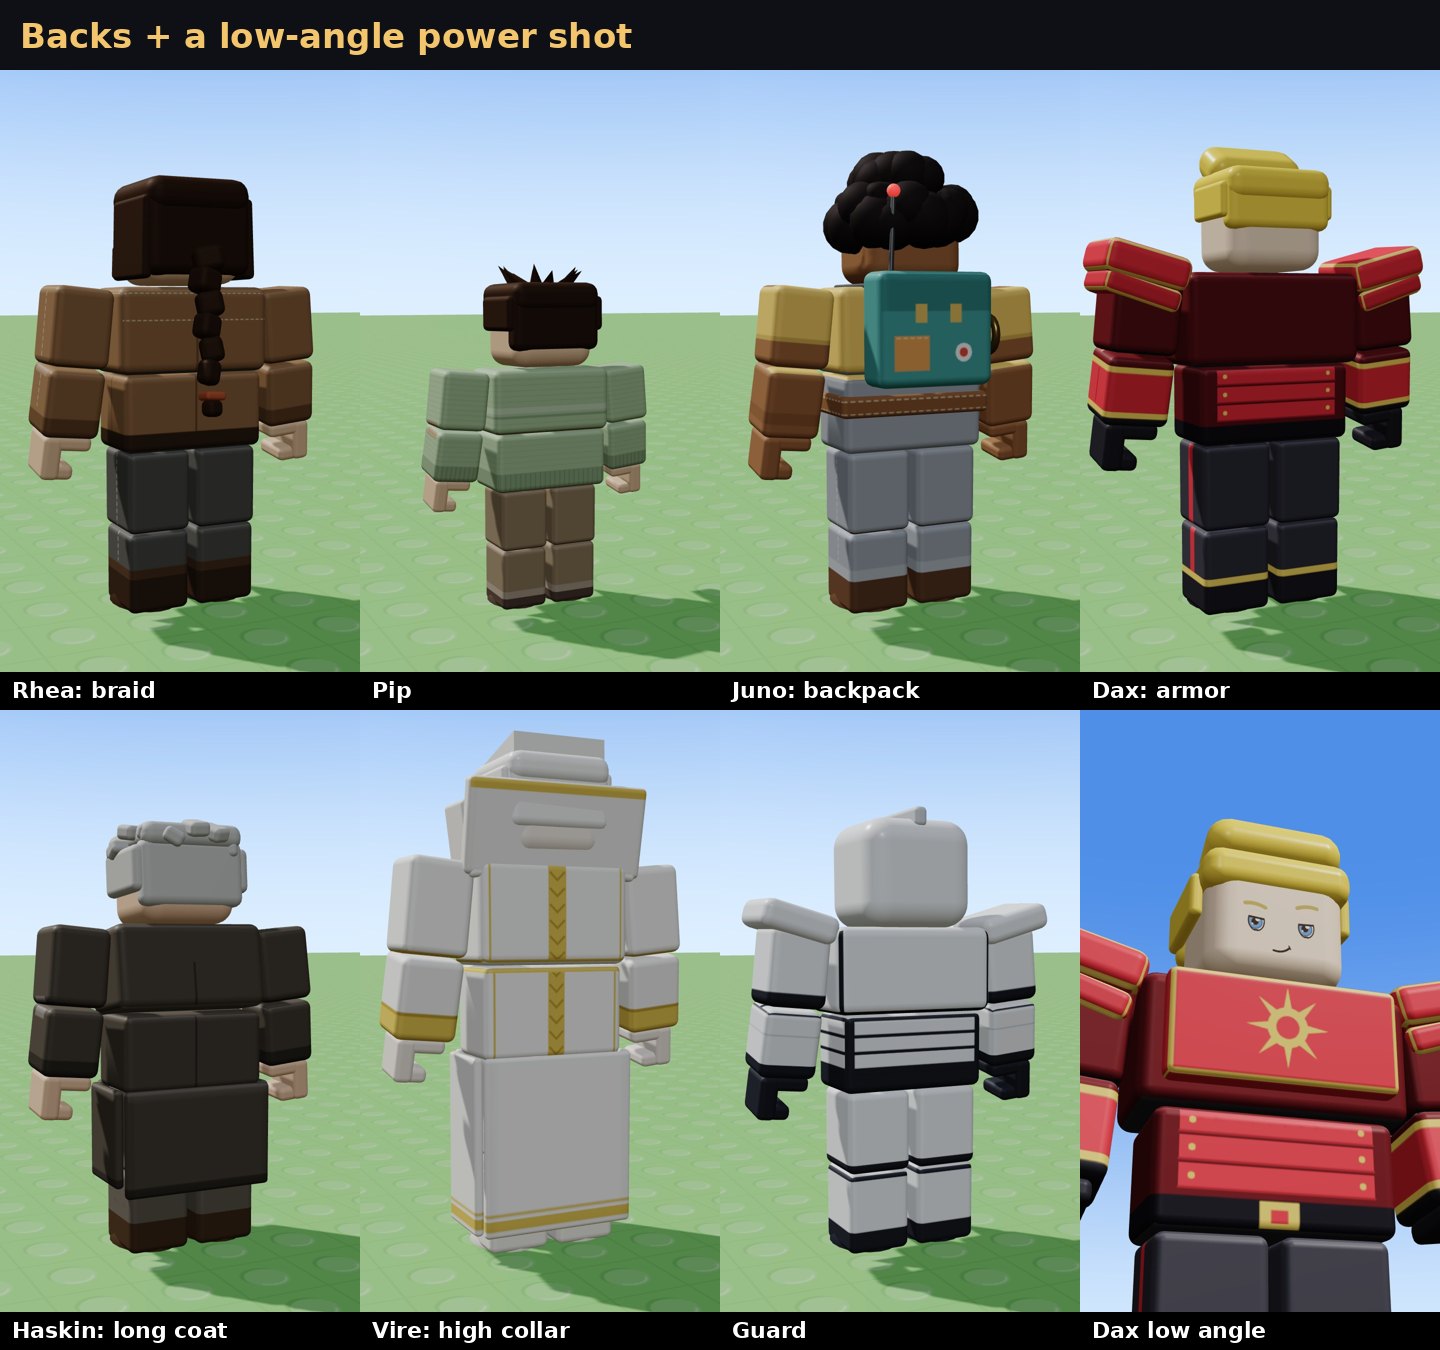 Backs + a low-angle power shot
Rhea: braid
Pip
Juno: backpack
Dax: armor
Haskin: long coat
Vire: high collar
Guard
Dax low angle